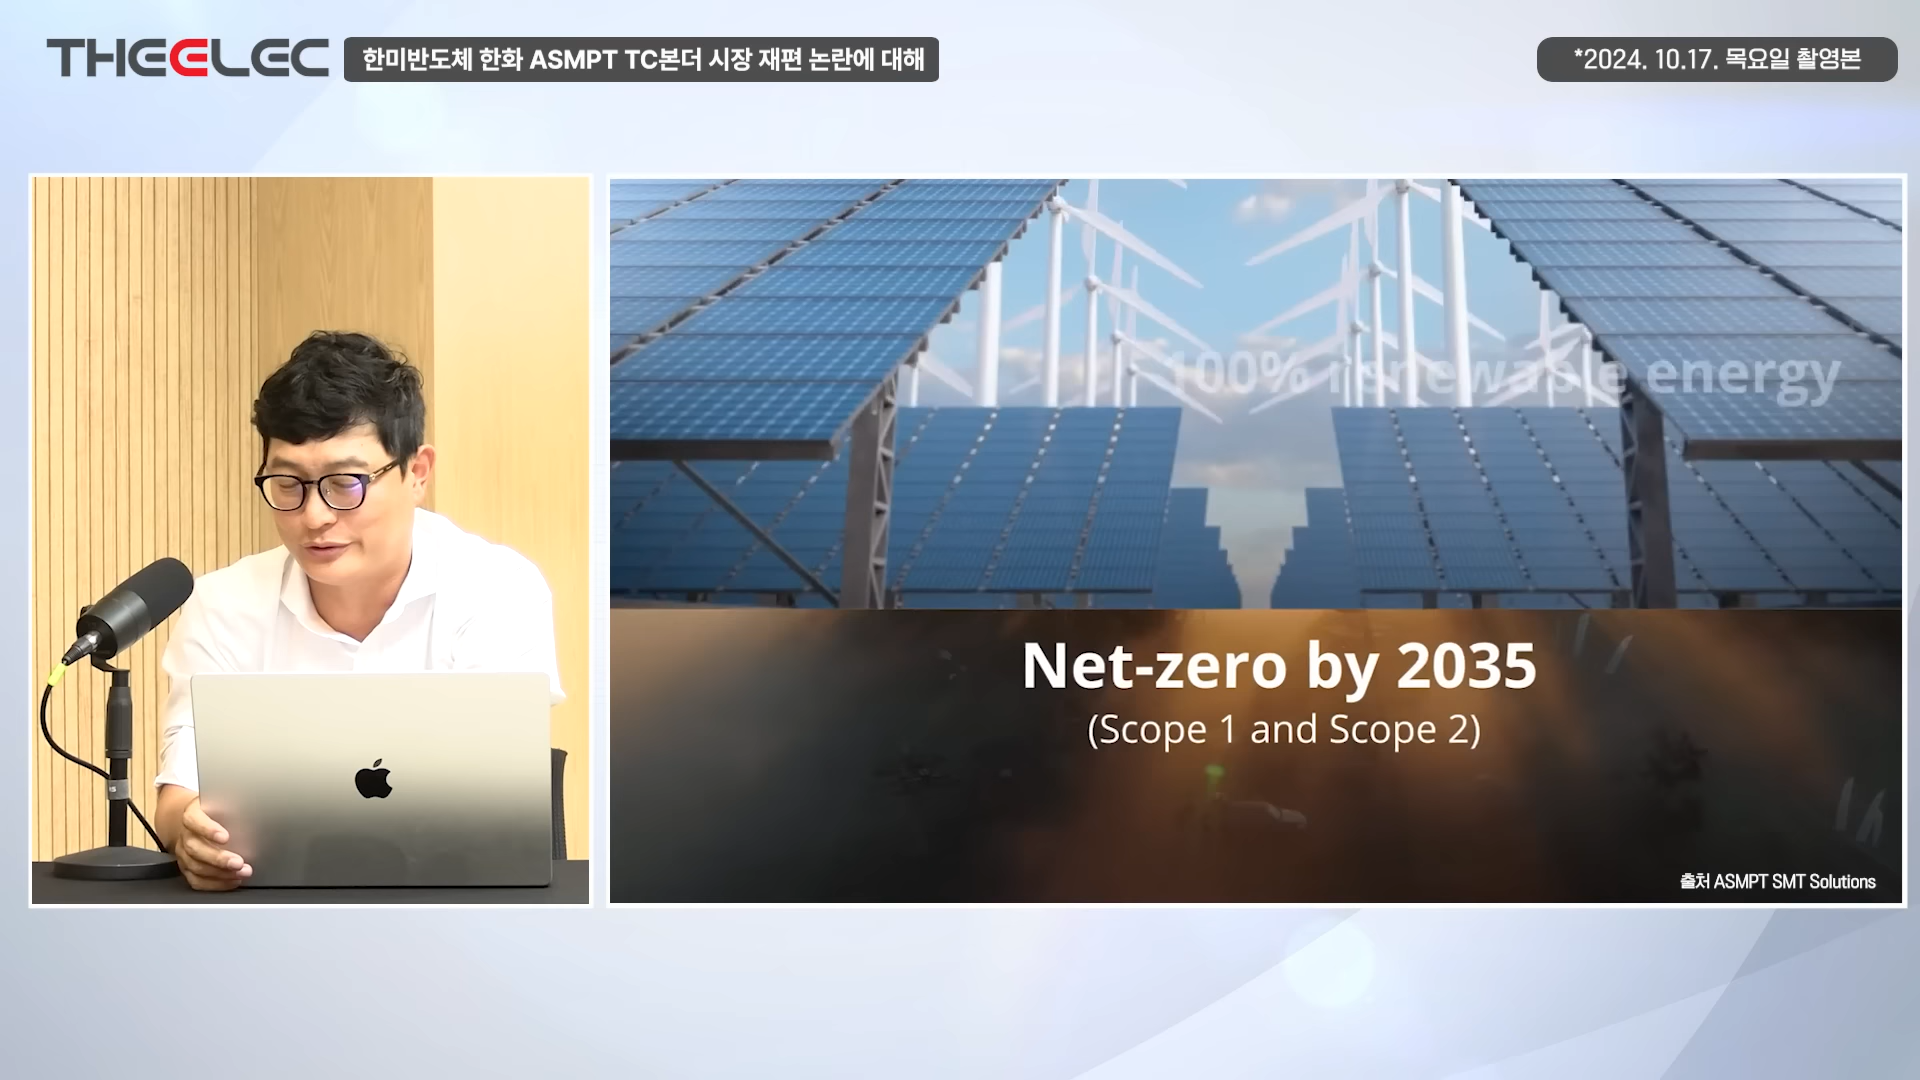 THEELEC
한미반도체 한화 ASMPT TC본더 시장 재편 논란에 대해
*2024. 10.17. 목요일 촬영본
100% renewable energy
Net-zero by 2035
(Scope 1 and Scope 2)
출처 ASMPT SMT Solutions